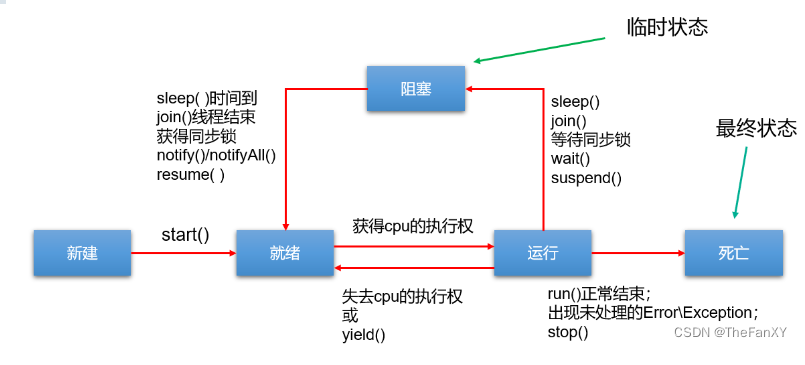 临时状态
阻塞
sleep( )时间到
join()线程结束
获得同步锁
notify()/notifyAll()
resume( )
sleep()
join()
等待同步锁
wait()
suspend()
最终状态
新建
start()
就绪
获得cpu的执行权
运行
死亡
失去cpu的执行权
或
yield()
run()正常结束；
出现未处理的Error\Exception；
stop()
CSDN @TheFanXY